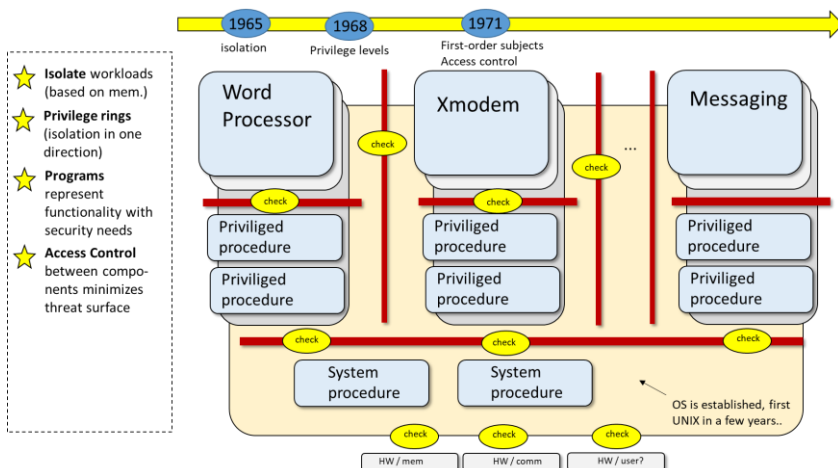 1965
1968
1971
isolation
Privilege levels
First-order subjects
Access control
Isolate workloads
(based on mem.)
Privilege rings
(isolation in one
direction)
Programs
represent
functionality with
security needs
Access Control
between compo-
nents minimizes
threat surface
Word
Processor
Xmodem
Messaging
check
check
...
check
check
Priviliged
procedure
Priviliged
procedure
Priviliged
procedure
Priviliged
procedure
Priviliged
procedure
Priviliged
procedure
check
check
check
System
procedure
System
procedure
OS is established, first
UNIX in a few years..
check
check
check
HW / mem
HW / comm
HW / user?